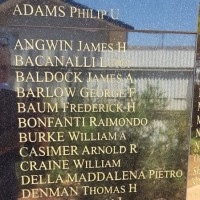 ADAMS PHILIP U
ANGWIN JAMES H
BACANALLI
BALDOCK JAMES A
BARLOW GEORGE P
BAUM FREDERICK H
BONFANTI RAIMONDO
BURKE WILLIAM A
CASIMER ARNOLD R
CRAINE WILLIAM
DELLA MADDALENA PIETRO
DENMAN THOMAS H